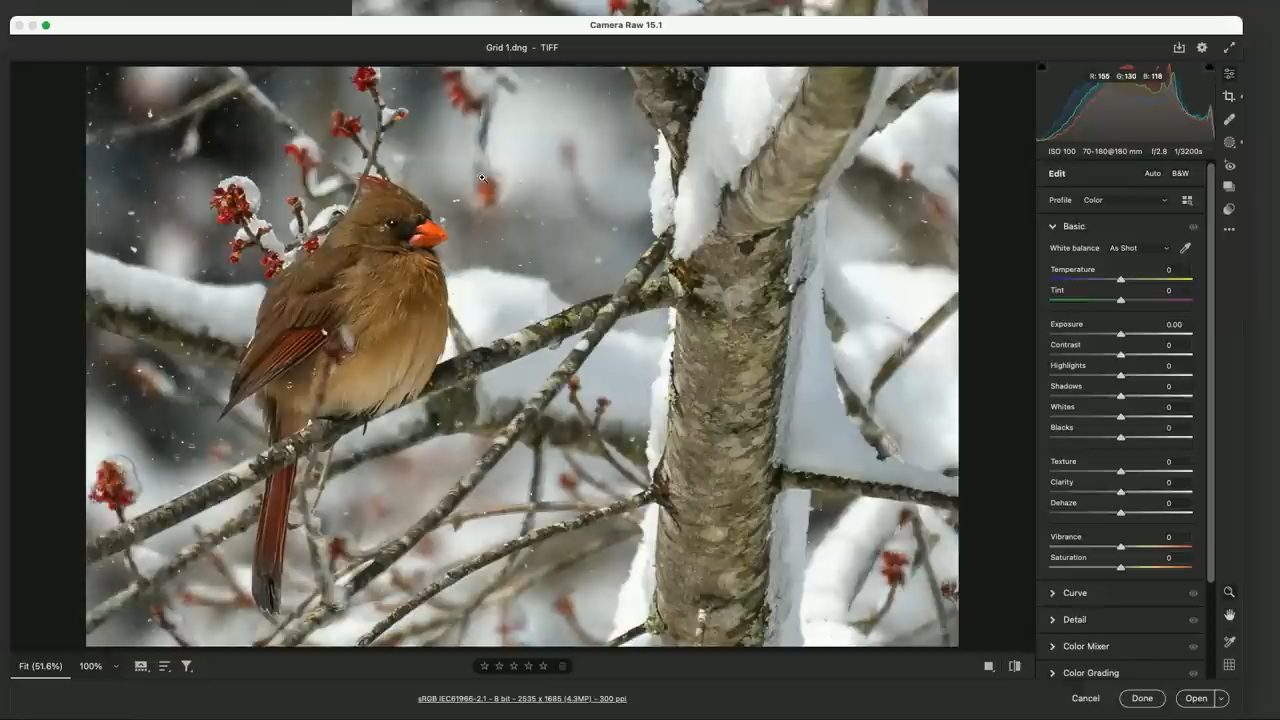 Camera Raw 15.1
Grid 1.dng - TIFF
R: 155 G: 130 B: 118
ISO 100 70-180@180 mm f/2.8 1/3200s
Edit Auto B&W
Profile Color
Basic
White balance As Shot
Temperature 0
Tint 0
Exposure 0.00
Contrast 0
Highlights 0
Shadows 0
Whites 0
Blacks 0
Texture 0
Clarity 0
Dehaze 0
Vibrance 0
Saturation 0
Curve
Detail
Color Mixer
Color Grading
Fit (51.6%) 100%
sRGB IEC61966-2.1 - 8 bit - 2535 x 1685 (4.3MP) - 300 ppi
Cancel Done Open